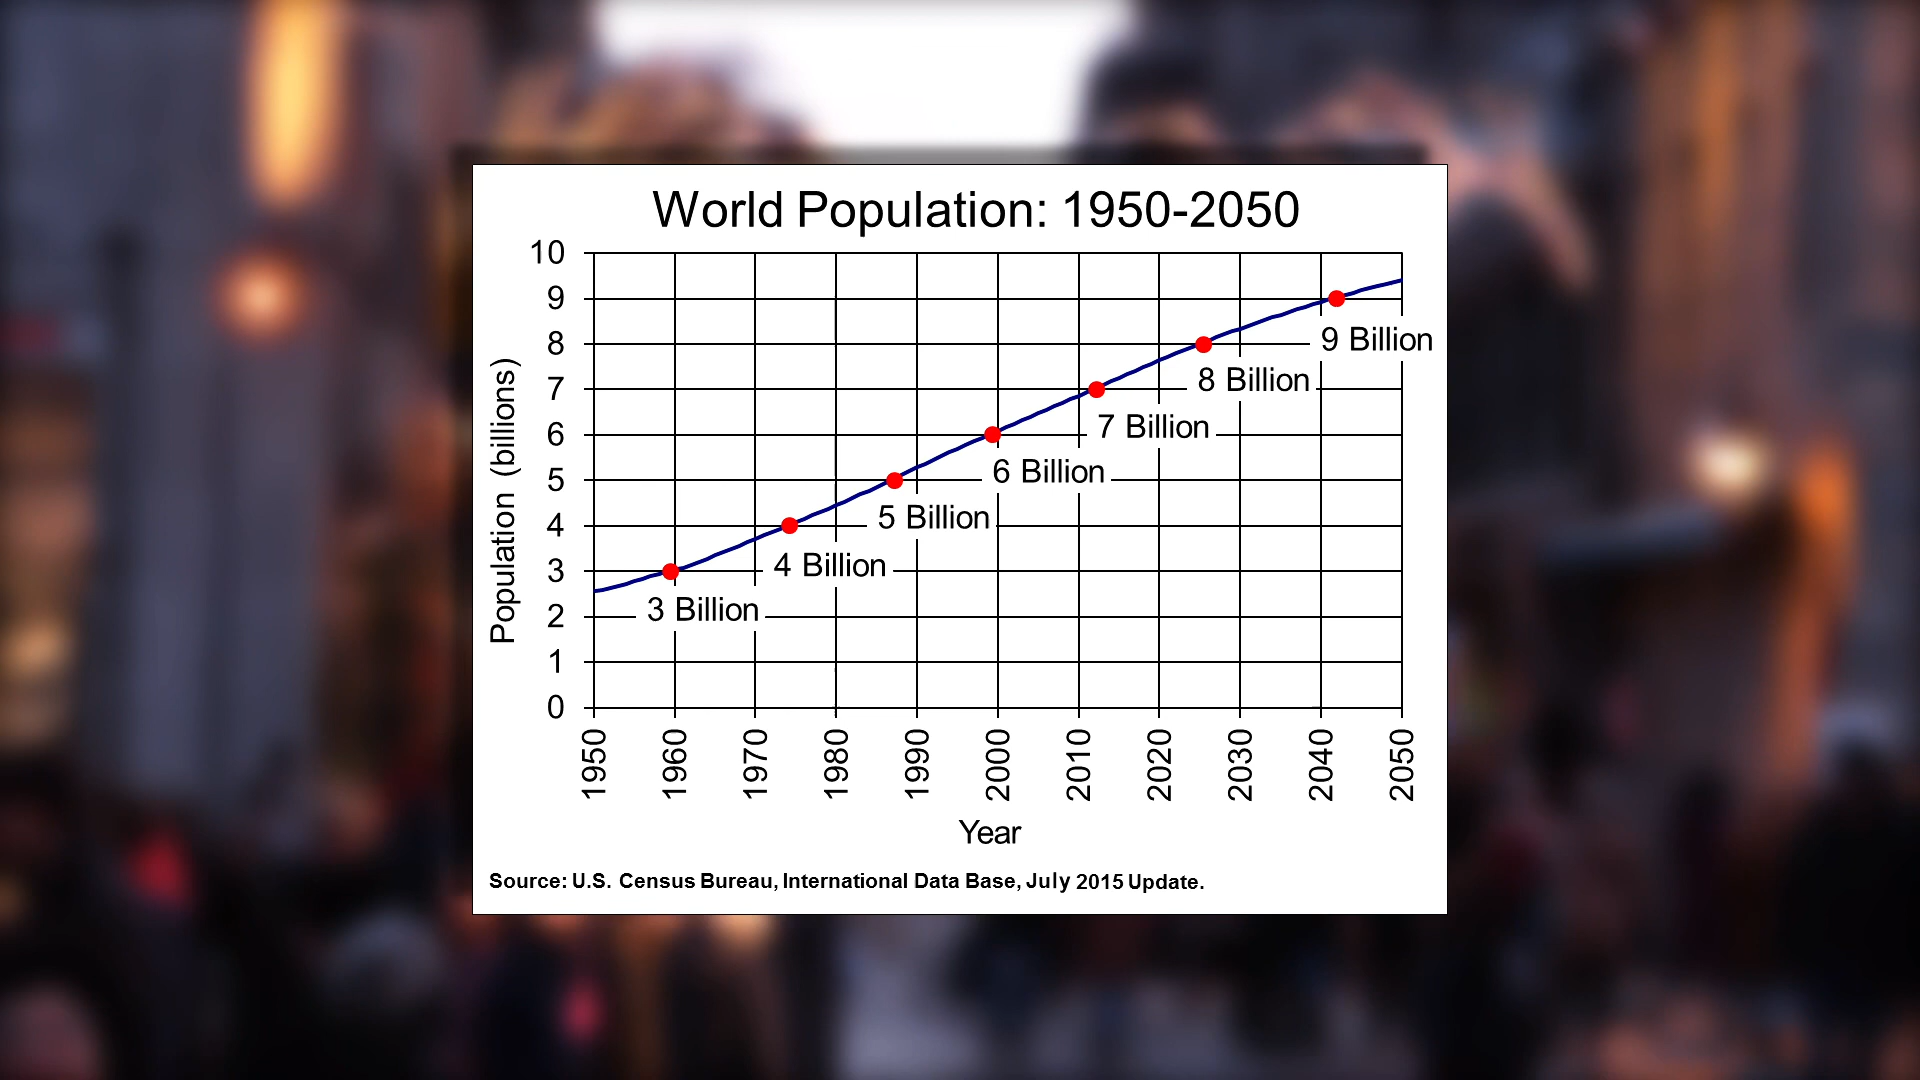 World Population: 1950-2050
10
9
8
7
6
5
4
3
2
1
0
Population (billions)
9 Billion
8 Billion
7 Billion
6 Billion
5 Billion
4 Billion
3 Billion
1950
1960
1970
1980
1990
2000
2010
2020
2030
2040
2050
Year
Source: U.S. Census Bureau, International Data Base, July 2015 Update.